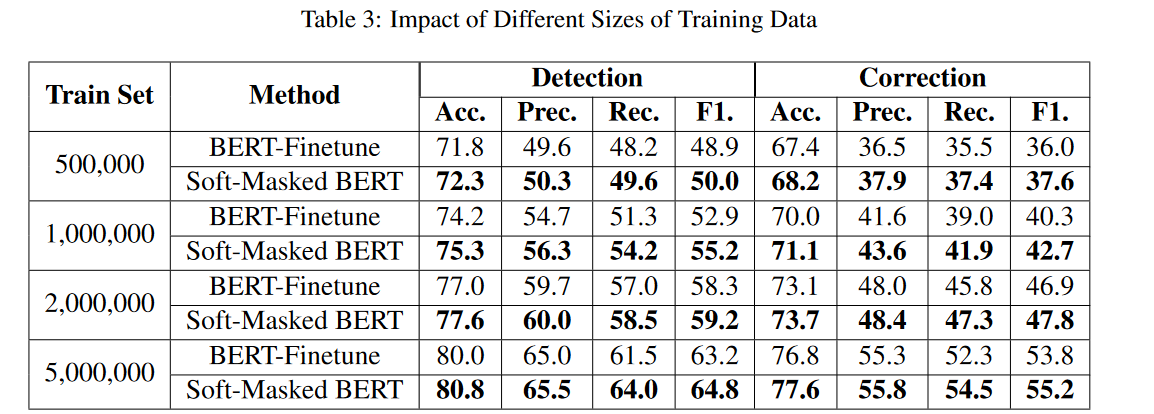 Table 3: Impact of Different Sizes of Training Data
Train Set Method Detection Correction
Acc. Prec. Rec. F1. Acc. Prec. Rec. F1.
500,000 BERT-Finetune 71.8 49.6 48.2 48.9 67.4 36.5 35.5 36.0
Soft-Masked BERT 72.3 50.3 49.6 50.0 68.2 37.9 37.4 37.6
1,000,000 BERT-Finetune 74.2 54.7 51.3 52.9 70.0 41.6 39.0 40.3
Soft-Masked BERT 75.3 56.3 54.2 55.2 71.1 43.6 41.9 42.7
2,000,000 BERT-Finetune 77.0 59.7 57.0 58.3 73.1 48.0 45.8 46.9
Soft-Masked BERT 77.6 60.0 58.5 59.2 73.7 48.4 47.3 47.8
5,000,000 BERT-Finetune 80.0 65.0 61.5 63.2 76.8 55.3 52.3 53.8
Soft-Masked BERT 80.8 65.5 64.0 64.8 77.6 55.8 54.5 55.2